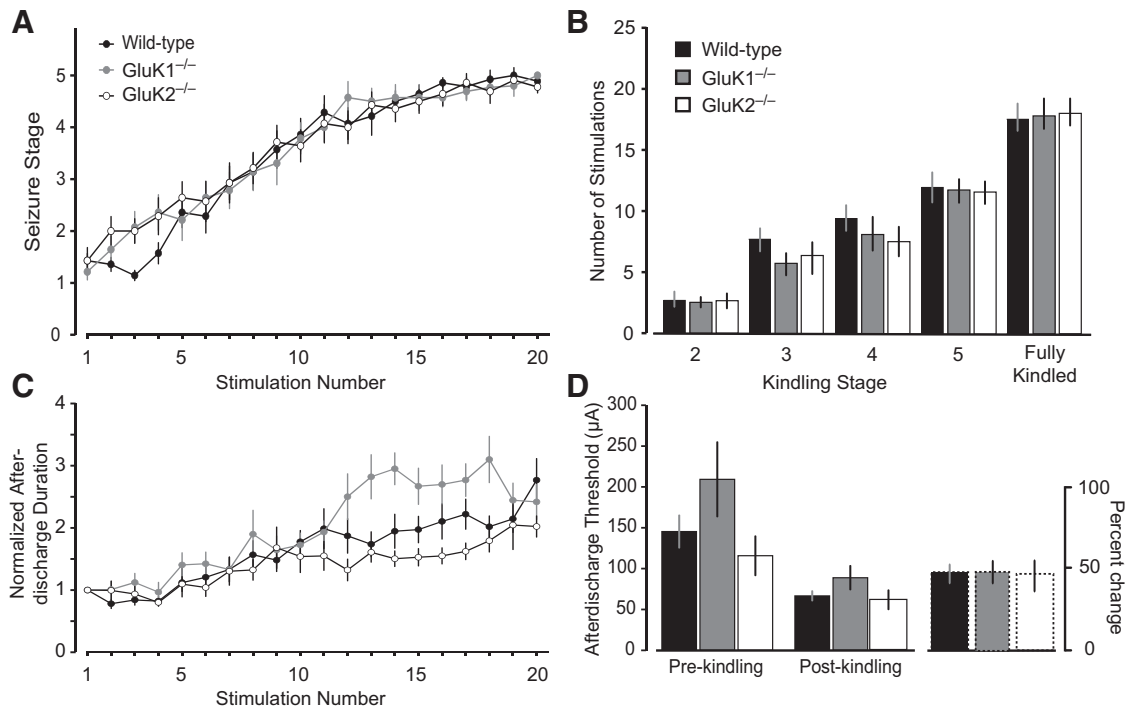 A
Wild-type
GluK1⁻/⁻
GluK2⁻/⁻
Seizure Stage
5
4
3
2
1
0
1 5 10 15 20
Stimulation Number
B
Wild-type
GluK1⁻/⁻
GluK2⁻/⁻
Number of Stimulations
25
20
15
10
5
0
2 3 4 5 Fully
Kindled
Kindling Stage
C
Normalized After-
discharge Duration
4
3
2
1
0
1 5 10 15 20
Stimulation Number
D
Afterdischarge Threshold (µA)
300
250
200
150
100
50
0
Pre-kindling Post-kindling
100
50
0
Percent change